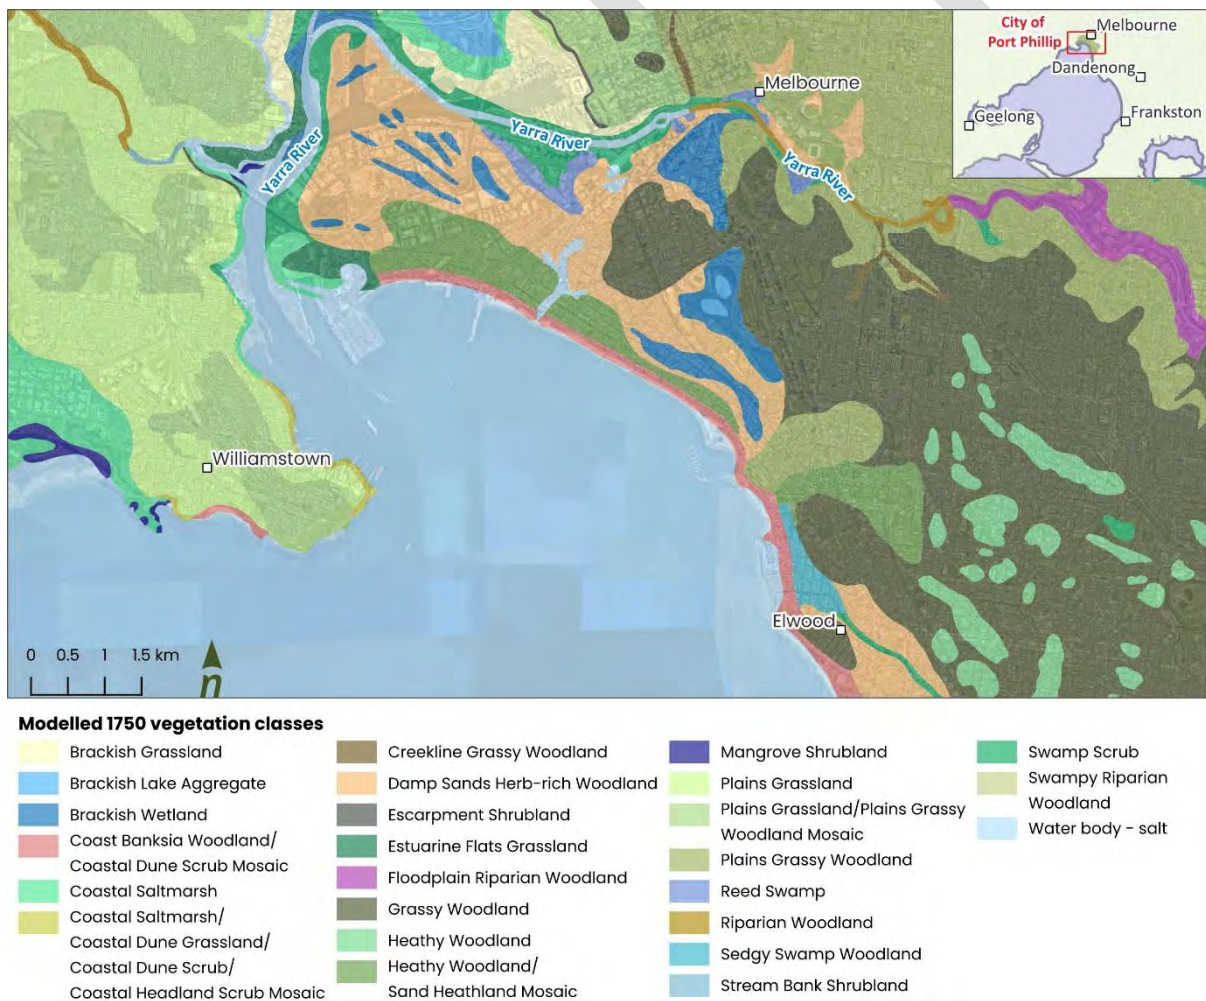 City of
Port Phillip
Melbourne
Dandenong
Geelong
Frankston
Melbourne
Yarra River
Yarra River
Yarra River
Williamstown
Elwood
0 0.5 1 1.5 km
n
Modelled 1750 vegetation classes
Brackish Grassland
Brackish Lake Aggregate
Brackish Wetland
Coast Banksia Woodland/
Coastal Dune Scrub Mosaic
Coastal Saltmarsh
Coastal Saltmarsh/
Coastal Dune Grassland/
Coastal Dune Scrub/
Coastal Headland Scrub Mosaic
Creekline Grassy Woodland
Damp Sands Herb-rich Woodland
Escarpment Shrubland
Estuarine Flats Grassland
Floodplain Riparian Woodland
Grassy Woodland
Heathy Woodland
Heathy Woodland/
Sand Heathland Mosaic
Mangrove Shrubland
Plains Grassland
Plains Grassland/Plains Grassy
Woodland Mosaic
Plains Grassy Woodland
Reed Swamp
Riparian Woodland
Sedgy Swamp Woodland
Stream Bank Shrubland
Swamp Scrub
Swampy Riparian
Woodland
Water body - salt